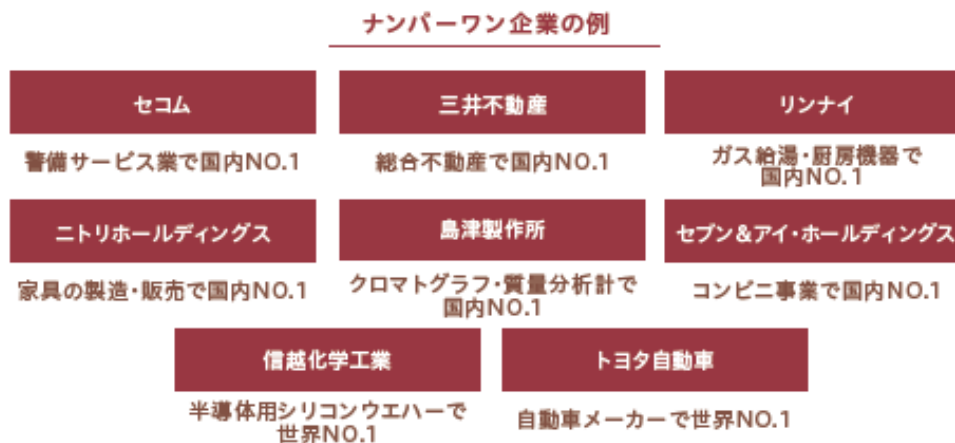 ナンバーワン企業の例
セコム
警備サービス業で国内NO.1
三井不動産
総合不動産で国内NO.1
リンナイ
ガス給湯・厨房機器で
国内NO.1
ニトリホールディングス
家具の製造・販売で国内NO.1
島津製作所
クロマトグラフ・質量分析計で
国内NO.1
セブン&アイ・ホールディングス
コンビニ事業で国内NO.1
信越化学工業
半導体用シリコンウエハーで
世界NO.1
トヨタ自動車
自動車メーカーで世界NO.1